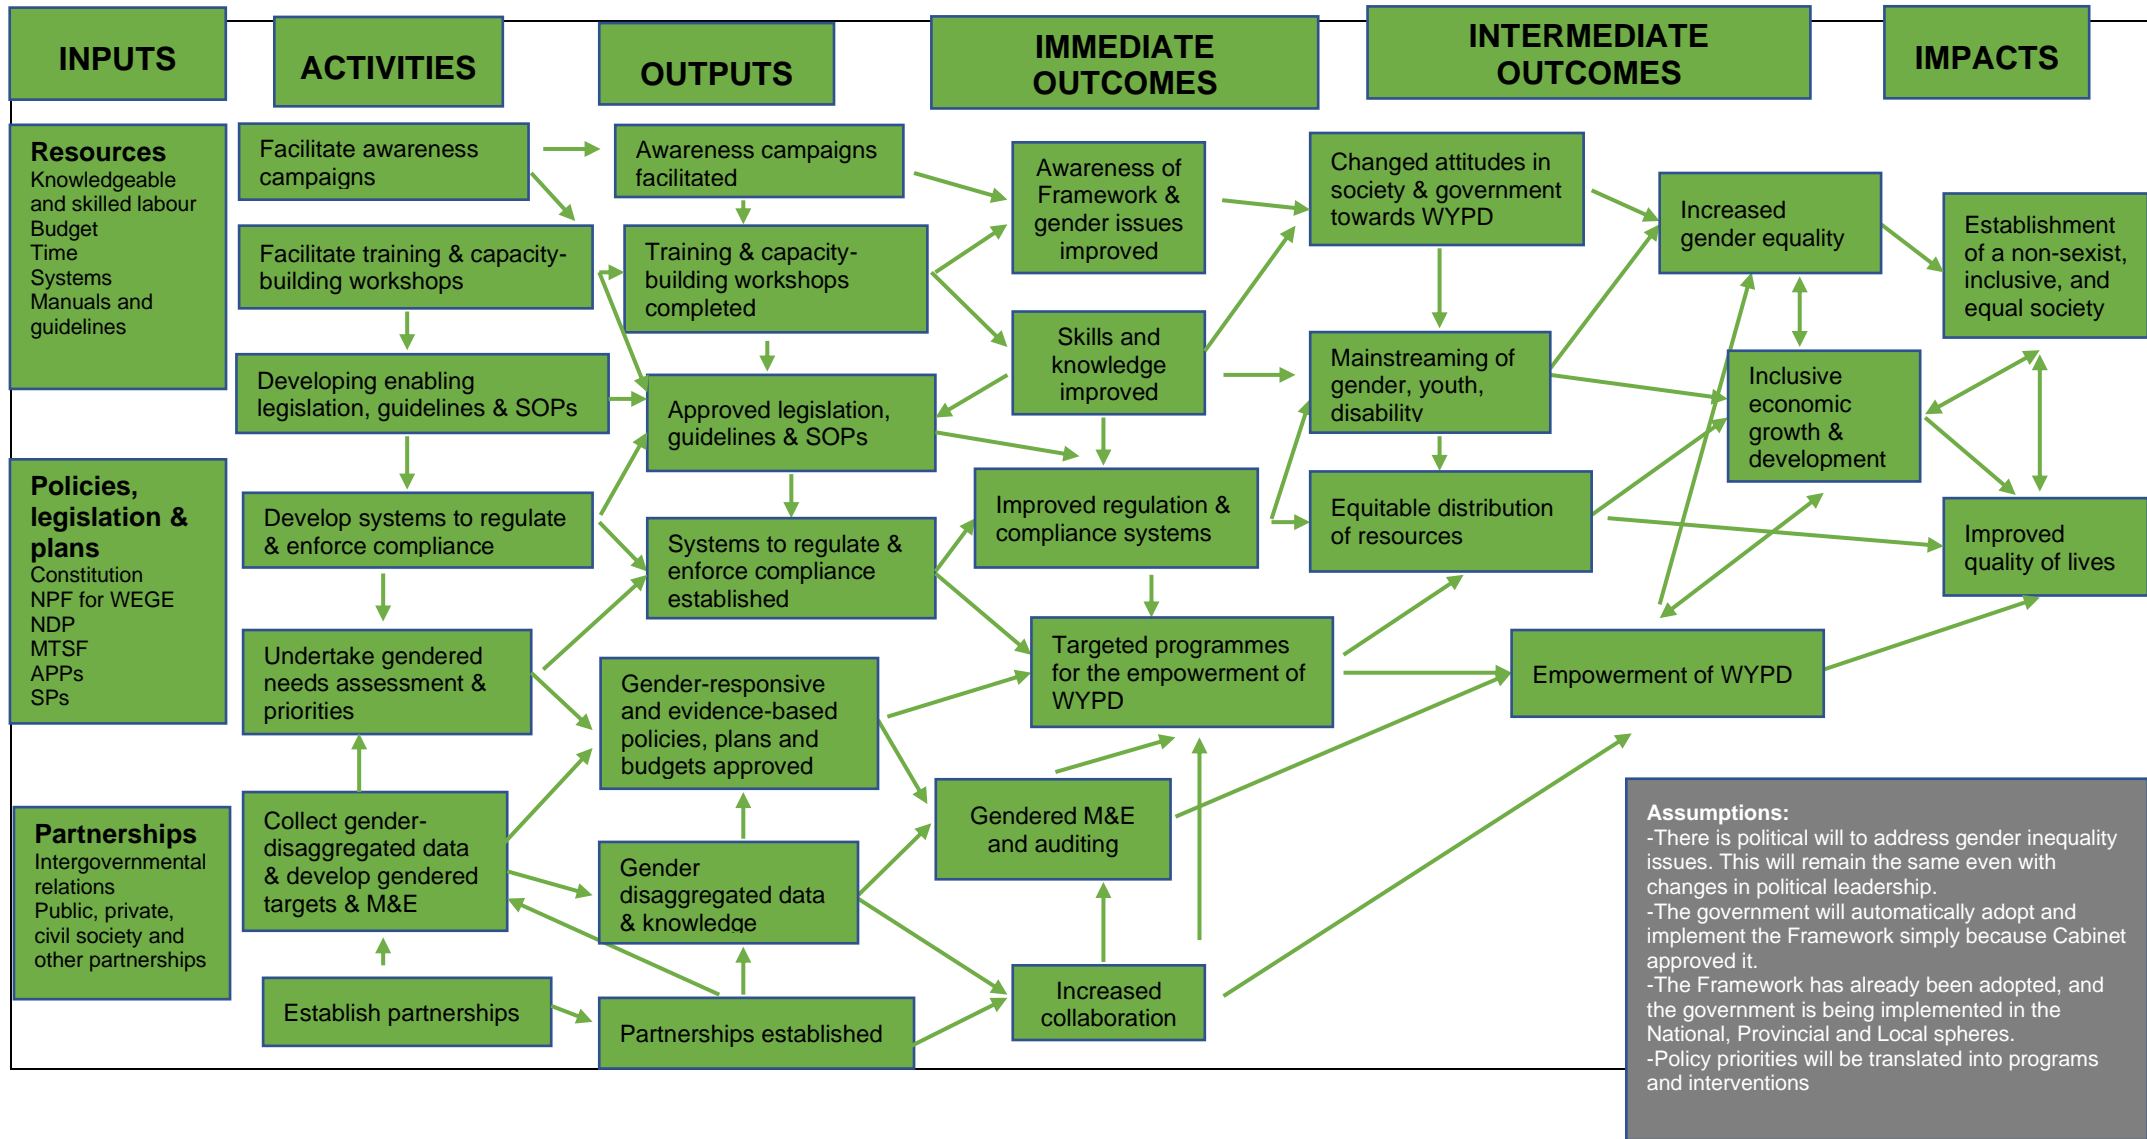 INPUTS
ACTIVITIES
OUTPUTS
IMMEDIATE
OUTCOMES
INTERMEDIATE
OUTCOMES
IMPACTS
Resources
Knowledgeable
and skilled labour
Budget
Time
Systems
Manuals and
guidelines
Policies,
legislation &
plans
Constitution
NPF for WEGE
NDP
MTSF
APPs
SPs
Partnerships
Intergovernmental
relations
Public, private,
civil society and
other partnerships
Facilitate awareness
campaigns
Facilitate training & capacity-
building workshops
Developing enabling
legislation, guidelines & SOPs
Develop systems to regulate
& enforce compliance
Undertake gendered
needs assessment &
priorities
Collect gender-
disaggregated data
& develop gendered
targets & M&E
Establish partnerships
Awareness campaigns
facilitated
Training & capacity-
building workshops
completed
Approved legislation,
guidelines & SOPs
Systems to regulate &
enforce compliance
established
Gender-responsive
and evidence-based
policies, plans and
budgets approved
Gender
disaggregated data
& knowledge
Partnerships established
Awareness of
Framework &
gender issues
improved
Skills and
knowledge
improved
Improved regulation &
compliance systems
Targeted programmes
for the empowerment of
WYPD
Gendered M&E
and auditing
Increased
collaboration
Changed attitudes in
society & government
towards WYPD
Mainstreaming of
gender, youth,
disability
Equitable distribution
of resources
Increased
gender equality
Inclusive
economic
growth &
development
Empowerment of WYPD
Establishment
of a non-sexist,
inclusive, and
equal society
Improved
quality of lives
Assumptions:
-There is political will to address gender inequality
issues. This will remain the same even with
changes in political leadership.
-The government will automatically adopt and
implement the Framework simply because Cabinet
approved it.
-The Framework has already been adopted, and
the government is being implemented in the
National, Provincial and Local spheres.
-Policy priorities will be translated into programs
and interventions